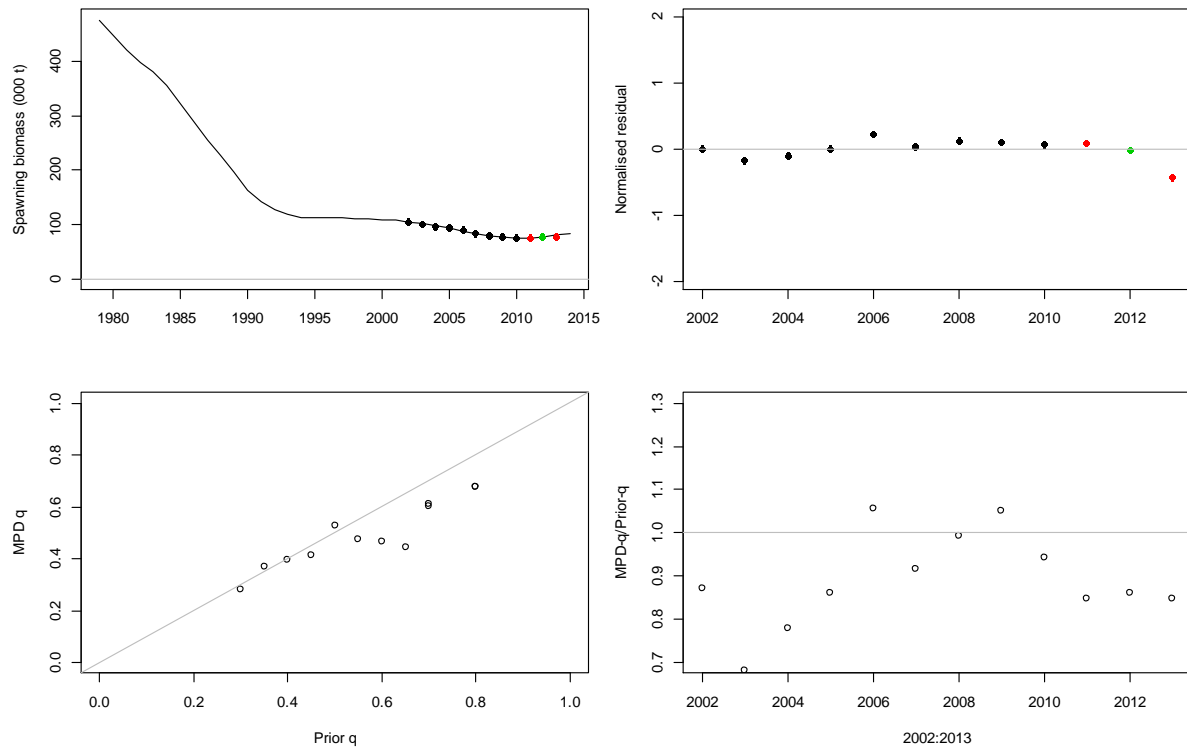 Spawning biomass (000 t)
400
300
200
100
0
1980 1985 1990 1995 2000 2005 2010 2015
Normalised residual
2
1
0
-1
-2
2002 2004 2006 2008 2010 2012
MPD q
1.0
0.8
0.6
0.4
0.2
0.0
0.0 0.2 0.4 0.6 0.8 1.0
Prior q
MPD-q/Prior-q
1.3
1.2
1.1
1.0
0.9
0.8
0.7
2002 2004 2006 2008 2010 2012
2002:2013